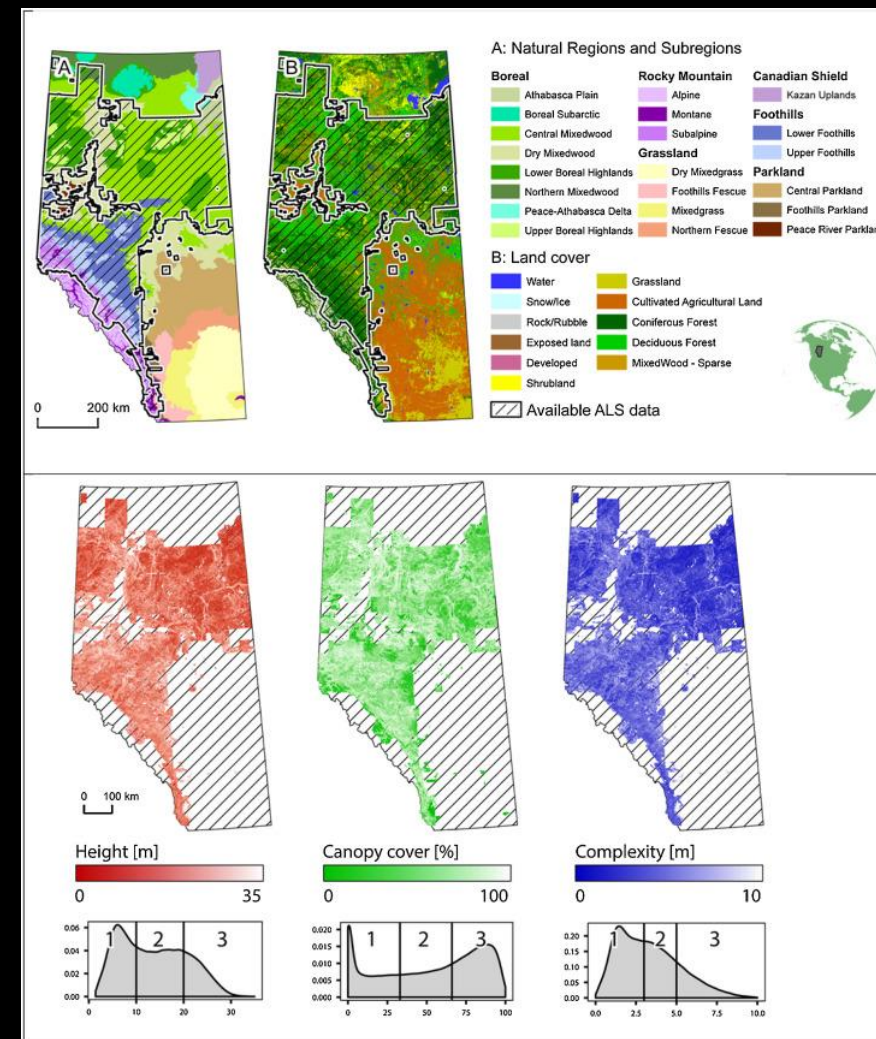 A
B
0 200 km
A: Natural Regions and Subregions
Boreal
Athabasca Plain
Boreal Subarctic
Central Mixedwood
Dry Mixedwood
Lower Boreal Highlands
Northern Mixedwood
Peace-Athabasca Delta
Upper Boreal Highlands
Rocky Mountain
Alpine
Montane
Subalpine
Grassland
Dry Mixedgrass
Foothills Fescue
Mixedgrass
Northern Fescue
Canadian Shield
Kazan Uplands
Foothills
Lower Foothills
Upper Foothills
Parkland
Central Parkland
Foothills Parkland
Peace River Parklan
B: Land cover
Water
Snow/Ice
Rock/Rubble
Exposed land
Developed
Shrubland
Grassland
Cultivated Agricultural Land
Coniferous Forest
Deciduous Forest
MixedWood - Sparse
Available ALS data
0 100 km
Height [m]
0 35
Canopy cover [%]
0 100
Complexity [m]
0 10
0.06
0.04
0.02
0.00
1 2 3
0 10 20 30
0.020
0.015
0.010
0.005
0.000
1 2 3
0 25 50 75 100
0.20
0.15
0.10
0.05
0.00
1 2 3
0.0 2.5 5.0 7.5 10.0